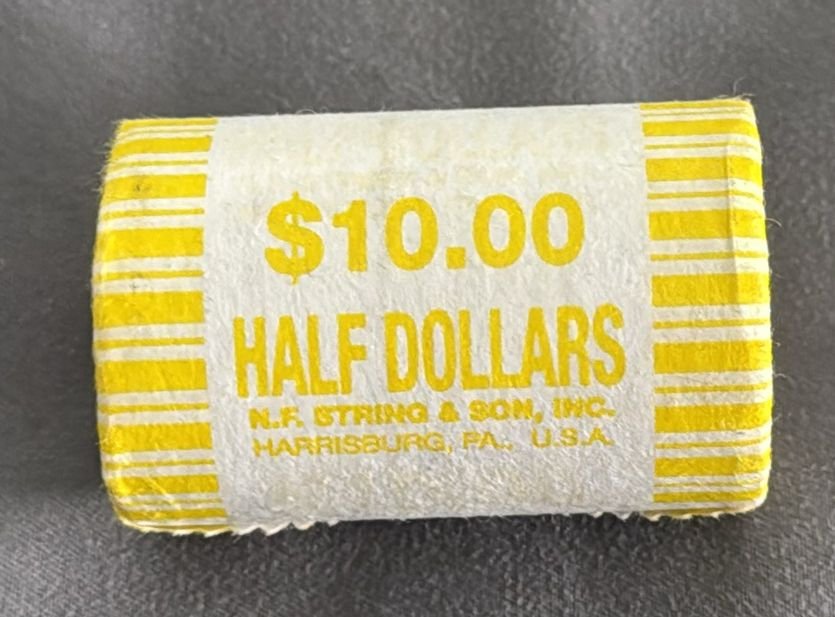 $10.00
HALF DOLLARS
N.F. STRING & SON, INC.
HARRISBURG, PA., U.S.A.